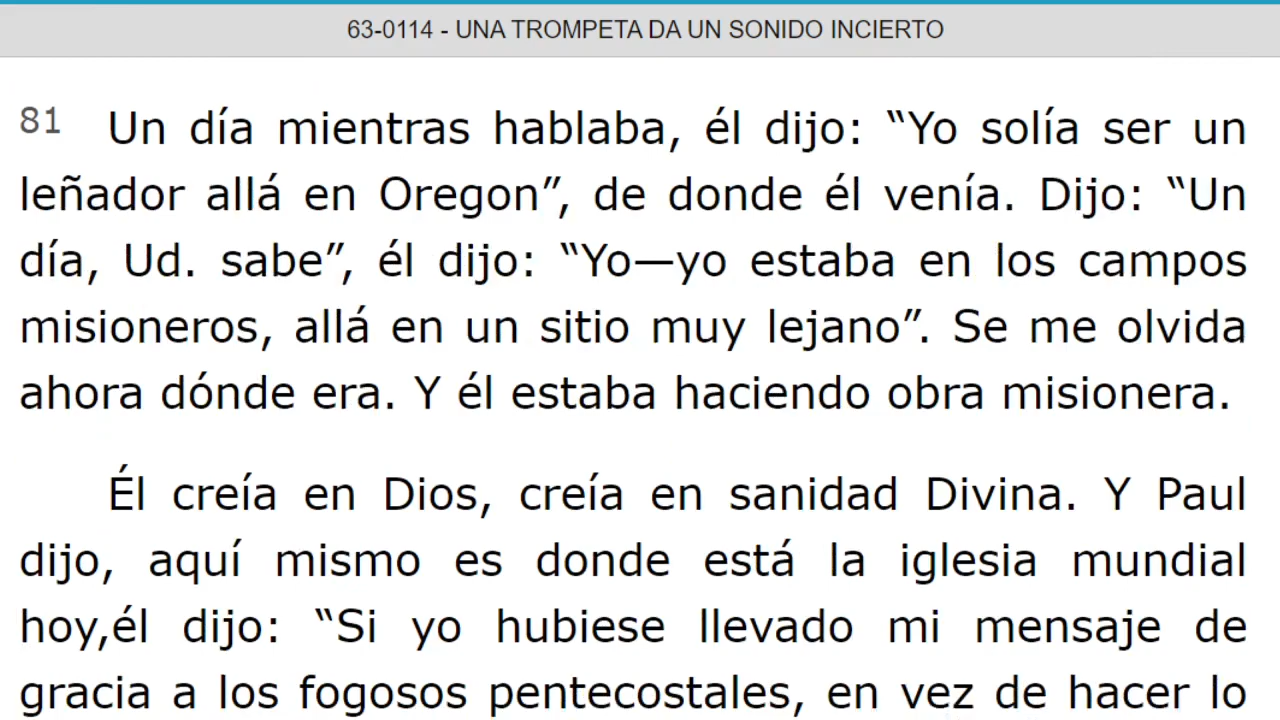 63-0114 - UNA TROMPETA DA UN SONIDO INCIERTO
81 Un día mientras hablaba, él dijo: “Yo solía ser un
leñador allá en Oregon”, de donde él venía. Dijo: “Un
día, Ud. sabe”, él dijo: “Yo—yo estaba en los campos
misioneros, allá en un sitio muy lejano”. Se me olvida
ahora dónde era. Y él estaba haciendo obra misionera.
Él creía en Dios, creía en sanidad Divina. Y Paul
dijo, aquí mismo es donde está la iglesia mundial
hoy,él dijo: “Si yo hubiese llevado mi mensaje de
gracia a los fogosos pentecostales, en vez de hacer lo